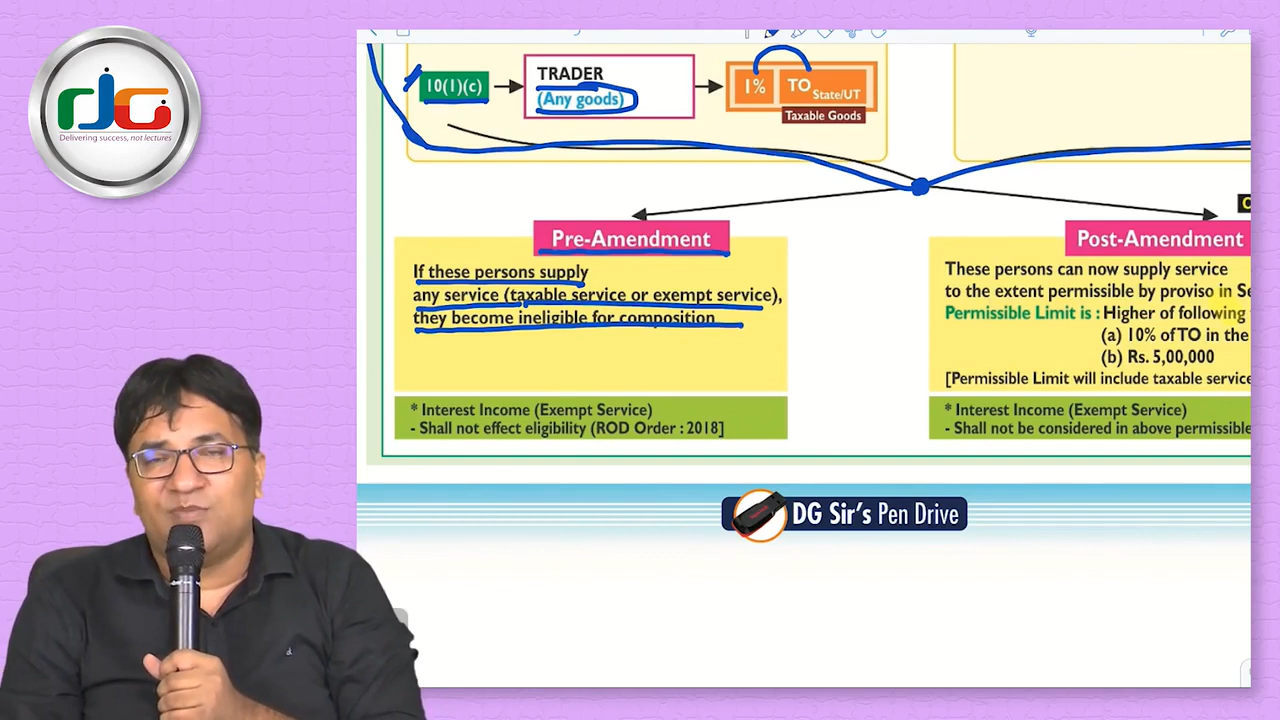 Delivering success, not lectures
10(1)(c)
TRADER
(Any goods)
1%
TO State/UT
Taxable Goods
Pre-Amendment
If these persons supply
any service (taxable service or exempt service),
they become ineligible for composition
* Interest Income (Exempt Service)
- Shall not effect eligibility (ROD Order : 2018]
Post-Amendment
These persons can now supply service
to the extent permissible by proviso in Se
Permissible Limit is : Higher of following
(a) 10% of TO in the
(b) Rs. 5,00,000
[Permissible Limit will include taxable service
* Interest Income (Exempt Service)
- Shall not be considered in above permissible
DG Sir's Pen Drive